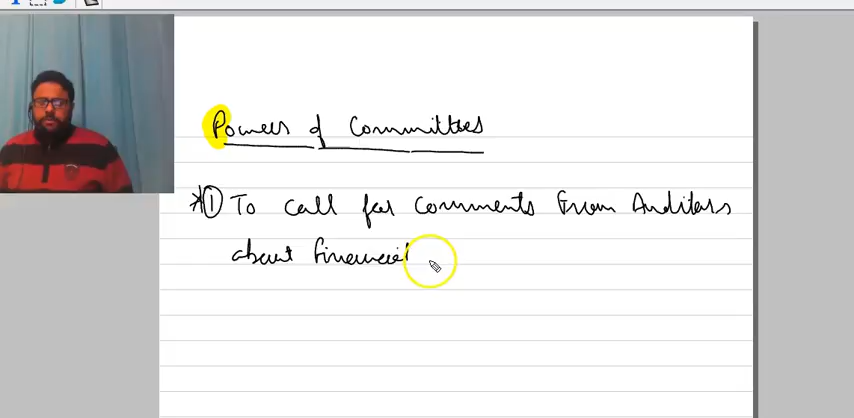 Powers of Committees
*① To call for comments from Auditors
about financial